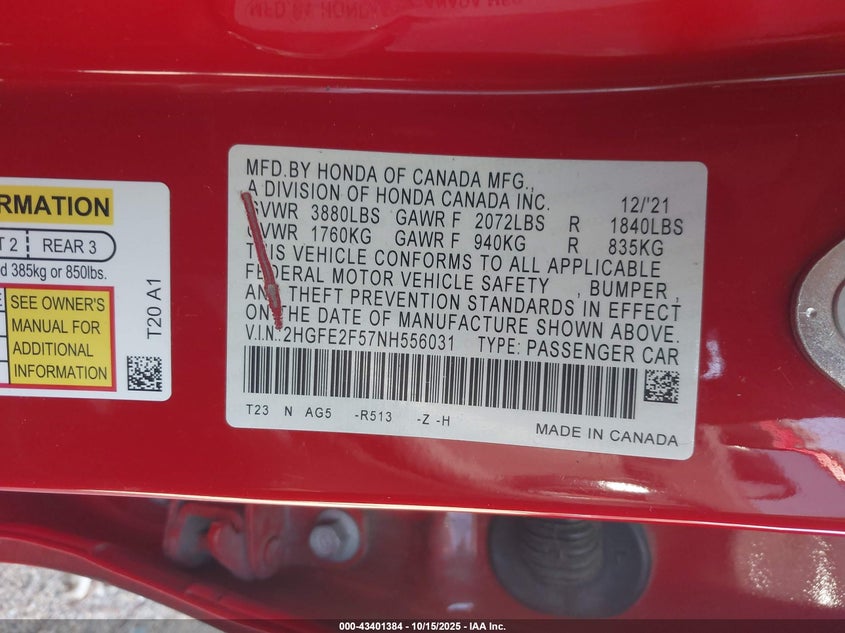 RMATION
2 REAR 3
d 385kg or 850lbs.
SEE OWNER'S
MANUAL FOR
ADDITIONAL
INFORMATION
T20 A1
MFD.BY HONDA OF CANADA MFG.,
A DIVISION OF HONDA CANADA INC. 12/'21
GVWR 3880LBS GAWR F 2072LBS R 1840LBS
GVWR 1760KG GAWR F 940KG R 835KG
THIS VEHICLE CONFORMS TO ALL APPLICABLE
FEDERAL MOTOR VEHICLE SAFETY , BUMPER,
AND THEFT PREVENTION STANDARDS IN EFFECT
ON THE DATE OF MANUFACTURE SHOWN ABOVE.
V.I.N.:2HGFE2F57NH556031 TYPE: PASSENGER CAR
T23 N AG5 -R513 -Z -H
MADE IN CANADA
000-43401384 | 10/15/2025 - IAA Inc.